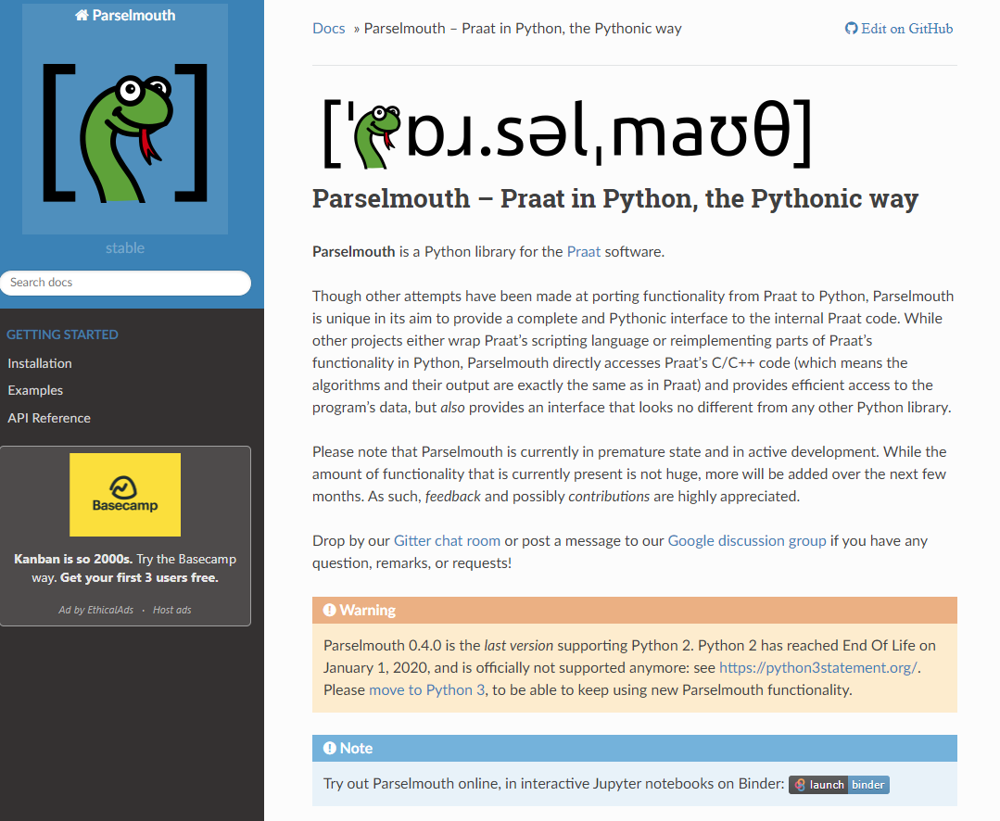 Parselmouth
stable
Search docs
GETTING STARTED
Installation
Examples
API Reference
Basecamp
Kanban is so 2000s. Try the Basecamp
way. Get your first 3 users free.
Ad by EthicalAds · Host ads
Docs » Parselmouth – Praat in Python, the Pythonic way
Edit on GitHub
[ˈɒɹ.səlˌmaʊθ]
Parselmouth – Praat in Python, the Pythonic way
Parselmouth is a Python library for the Praat software.
Though other attempts have been made at porting functionality from Praat to Python, Parselmouth
is unique in its aim to provide a complete and Pythonic interface to the internal Praat code. While
other projects either wrap Praat’s scripting language or reimplementing parts of Praat’s
functionality in Python, Parselmouth directly accesses Praat’s C/C++ code (which means the
algorithms and their output are exactly the same as in Praat) and provides efficient access to the
program’s data, but also provides an interface that looks no different from any other Python library.
Please note that Parselmouth is currently in premature state and in active development. While the
amount of functionality that is currently present is not huge, more will be added over the next few
months. As such, feedback and possibly contributions are highly appreciated.
Drop by our Gitter chat room or post a message to our Google discussion group if you have any
question, remarks, or requests!
Warning
Parselmouth 0.4.0 is the last version supporting Python 2. Python 2 has reached End Of Life on
January 1, 2020, and is officially not supported anymore: see https://python3statement.org/.
Please move to Python 3, to be able to keep using new Parselmouth functionality.
Note
Try out Parselmouth online, in interactive Jupyter notebooks on Binder: launch binder